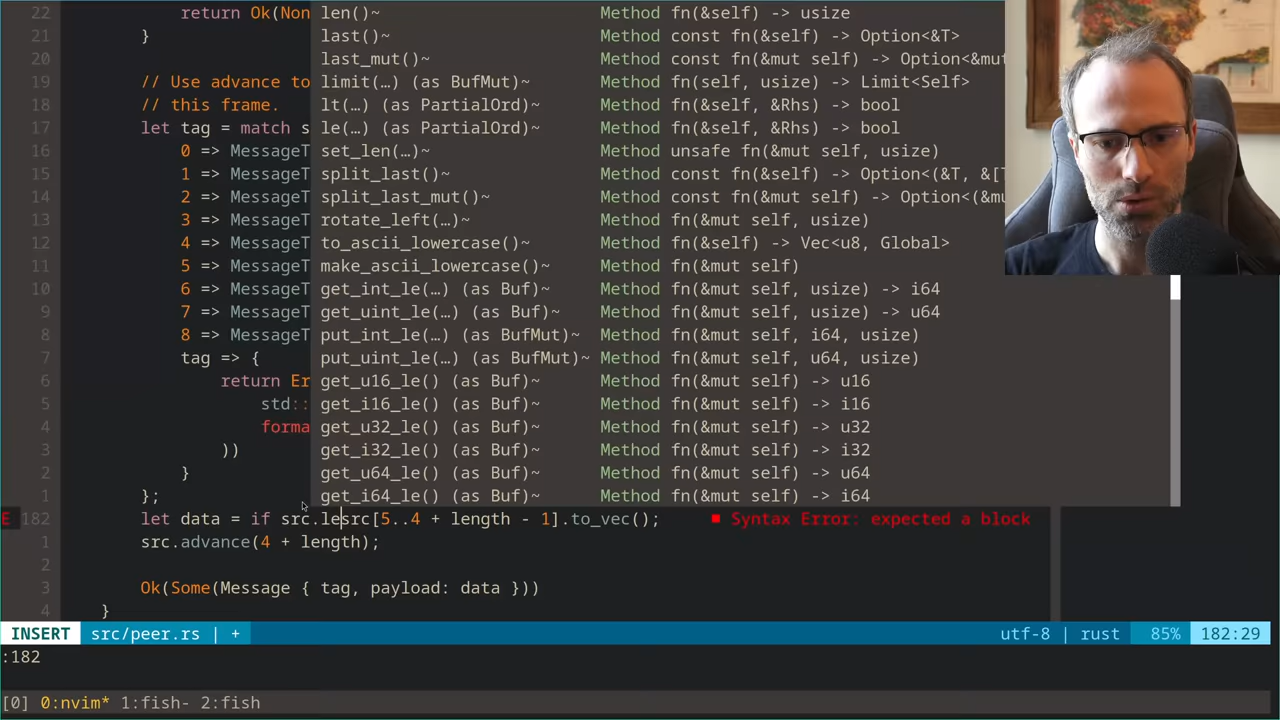 22 return Ok(Non len()~ Method fn(&self) -> usize
21 } last()~ Method const fn(&self) -> Option<&T>
20 last_mut()~ Method const fn(&mut self) -> Option<&mut
19 // Use advance to limit(…) (as BufMut)~ Method fn(self, usize) -> Limit<Self>
18 // this frame. lt(…) (as PartialOrd)~ Method fn(&self, &Rhs) -> bool
17 let tag = match s le(…) (as PartialOrd)~ Method fn(&self, &Rhs) -> bool
16 0 => MessageT set_len(…)~ Method unsafe fn(&mut self, usize)
15 1 => MessageT split_last()~ Method const fn(&self) -> Option<(&T, &[T
14 2 => MessageT split_last_mut()~ Method const fn(&mut self) -> Option<(&mu
13 3 => MessageT rotate_left(…)~ Method fn(&mut self, usize)
12 4 => MessageT to_ascii_lowercase()~ Method fn(&self) -> Vec<u8, Global>
11 5 => MessageT make_ascii_lowercase()~ Method fn(&mut self)
10 6 => MessageT get_int_le(…) (as Buf)~ Method fn(&mut self, usize) -> i64
9 7 => MessageT get_uint_le(…) (as Buf)~ Method fn(&mut self, usize) -> u64
8 8 => MessageT put_int_le(…) (as BufMut)~ Method fn(&mut self, i64, usize)
7 tag => { put_uint_le(…) (as BufMut)~ Method fn(&mut self, u64, usize)
6 return Er get_u16_le() (as Buf)~ Method fn(&mut self) -> u16
5 std:: get_i16_le() (as Buf)~ Method fn(&mut self) -> i16
4 forma get_u32_le() (as Buf)~ Method fn(&mut self) -> u32
3 )) get_i32_le() (as Buf)~ Method fn(&mut self) -> i32
2 } get_u64_le() (as Buf)~ Method fn(&mut self) -> u64
1 }; get_i64_le() (as Buf)~ Method fn(&mut self) -> i64
E 182 let data = if src.lesrc[5..4 + length - 1].to_vec(); ■ Syntax Error: expected a block
1 src.advance(4 + length);
2
3 Ok(Some(Message { tag, payload: data }))
4 }
INSERT src/peer.rs | + utf-8 | rust 85% 182:29
:182
[0] 0:nvim* 1:fish- 2:fish